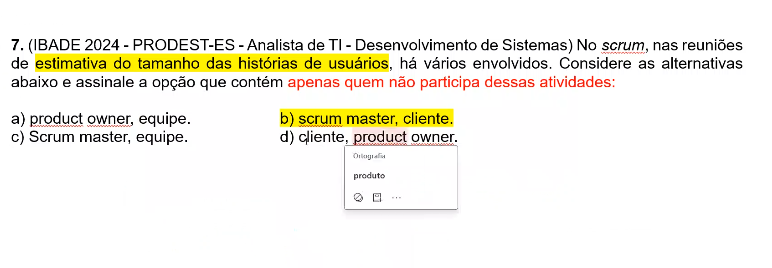 7. (IBADE 2024 - PRODEST-ES - Analista de TI - Desenvolvimento de Sistemas) No scrum, nas reuniões
de estimativa do tamanho das histórias de usuários, há vários envolvidos. Considere as alternativas
abaixo e assinale a opção que contém apenas quem não participa dessas atividades:
a) product owner, equipe.
b) scrum master, cliente.
c) Scrum master, equipe.
d) cliente, product owner.
Ortografia
produto